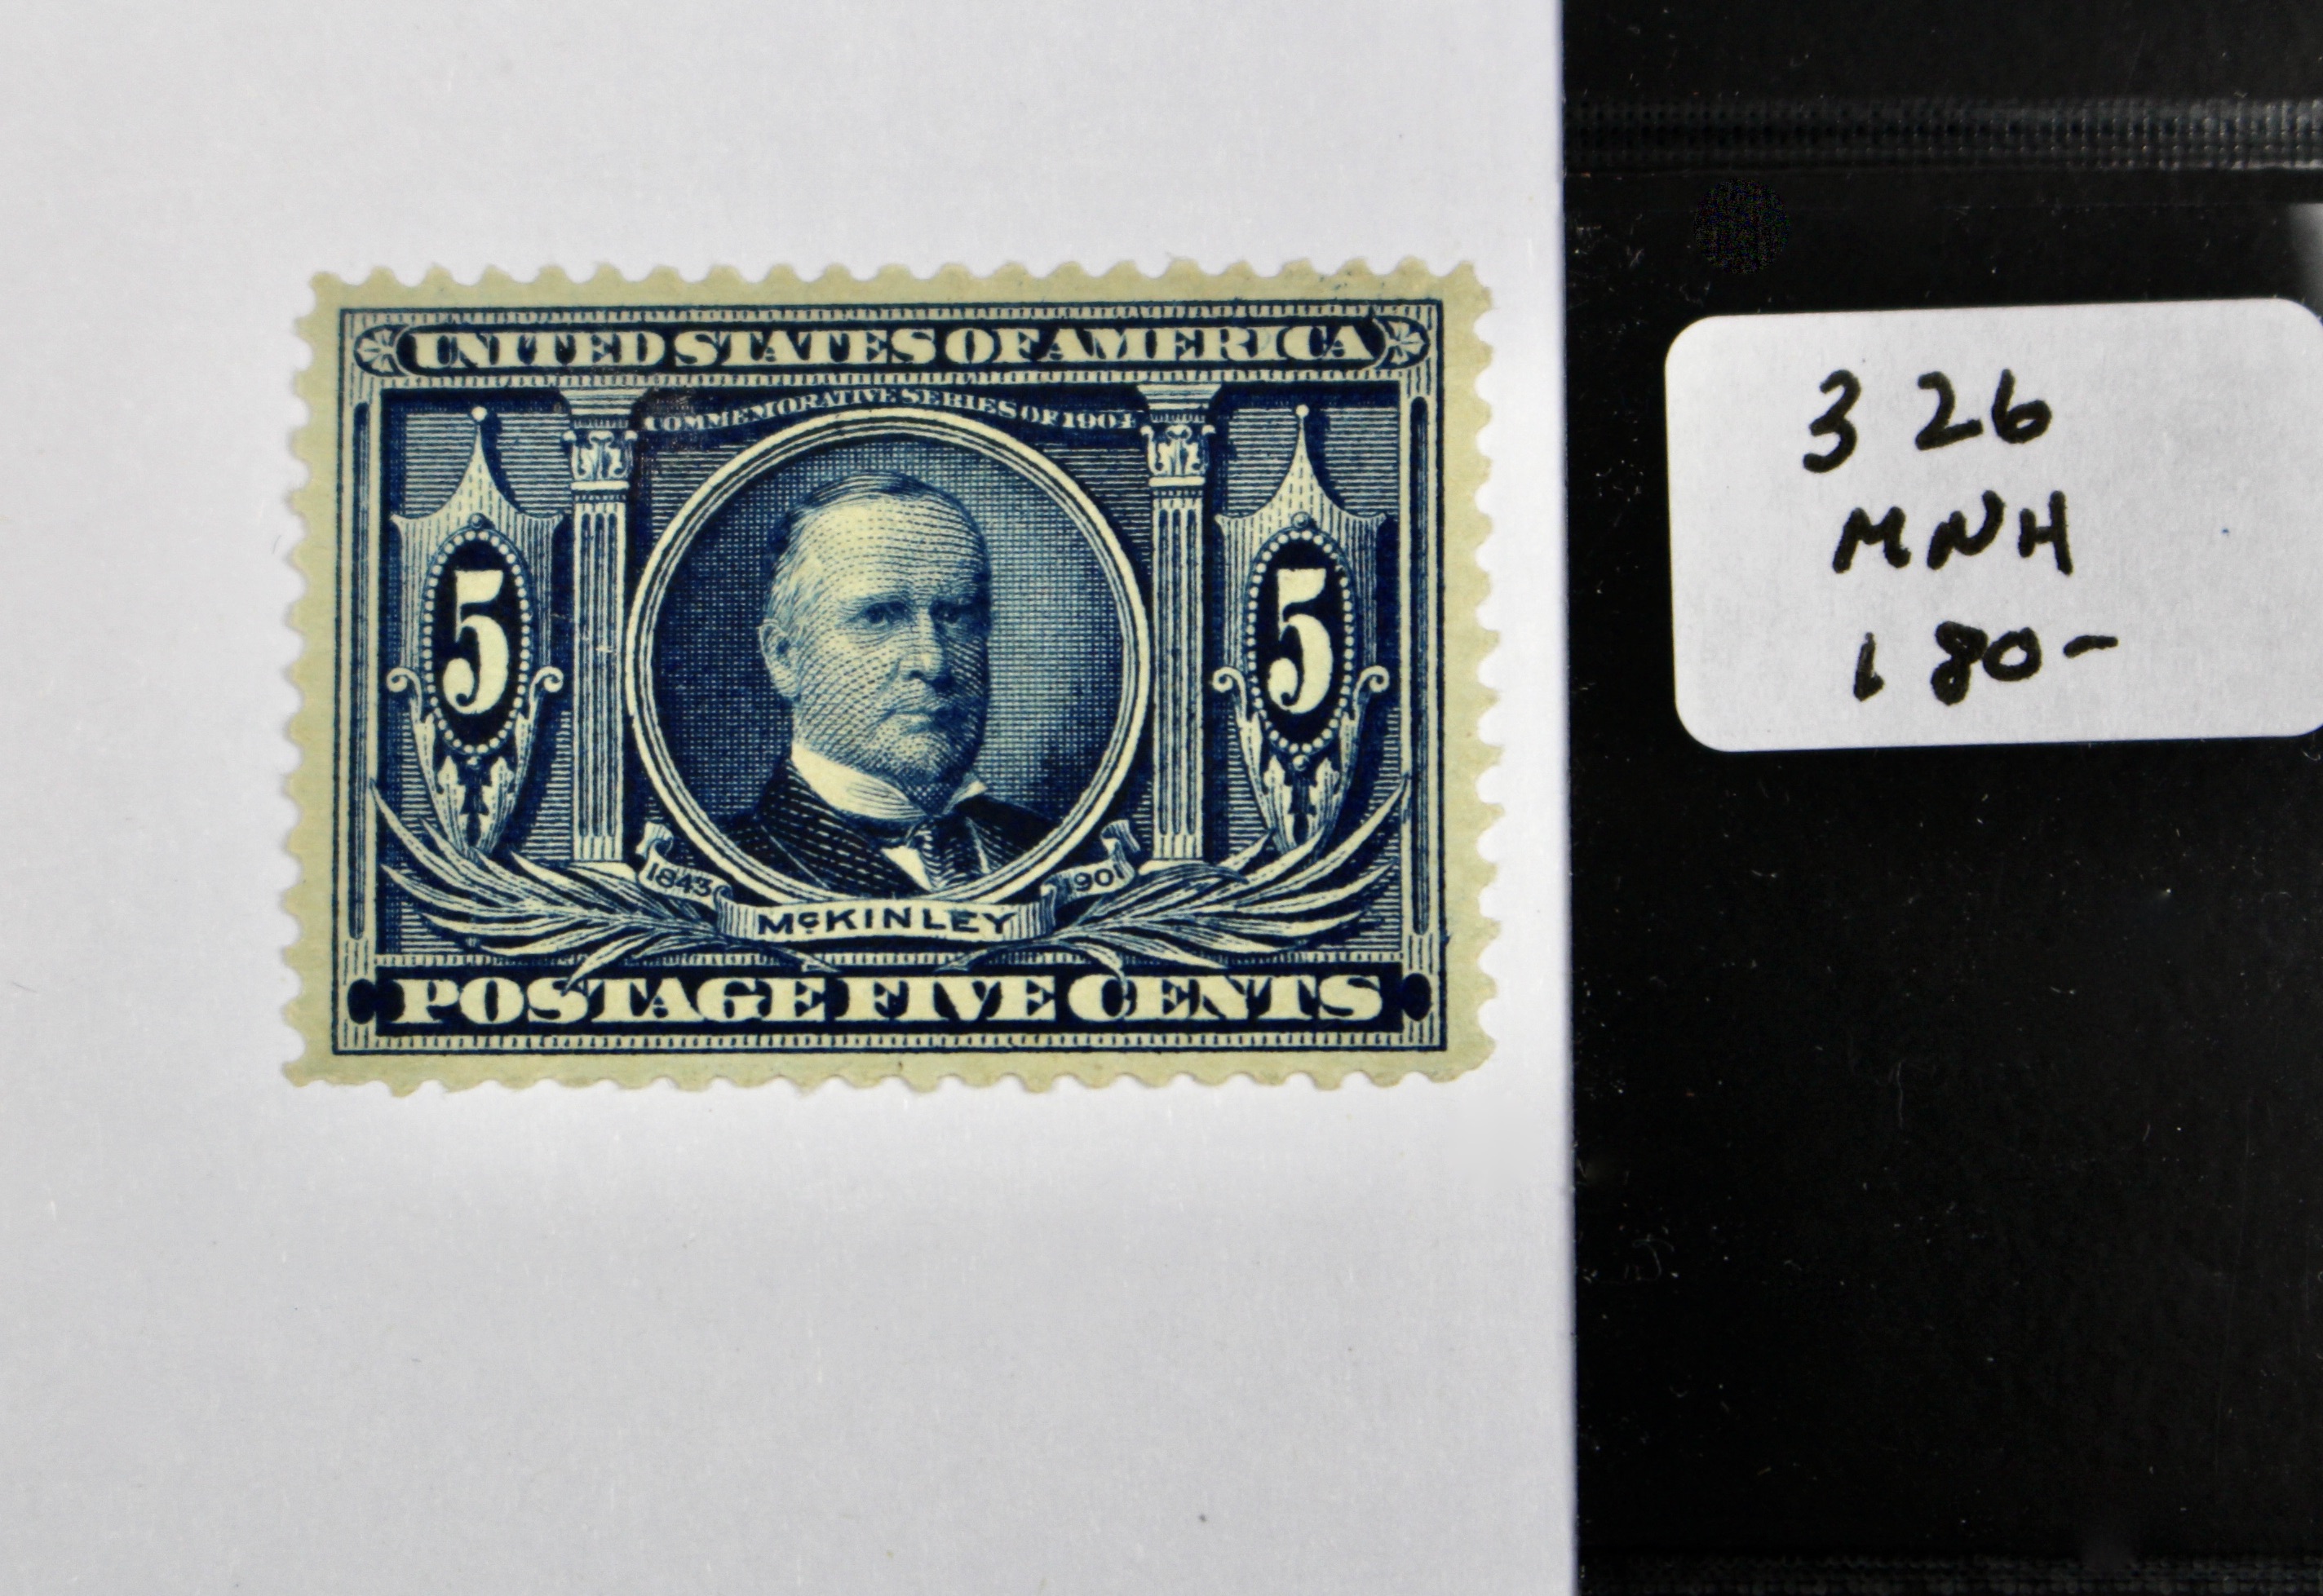 UNITED STATES OF AMERICA
COMMEMORATIVE SERIES OF 1904
5
5
1843
1901
McKINLEY
POSTAGE FIVE CENTS
326
MNH
180-